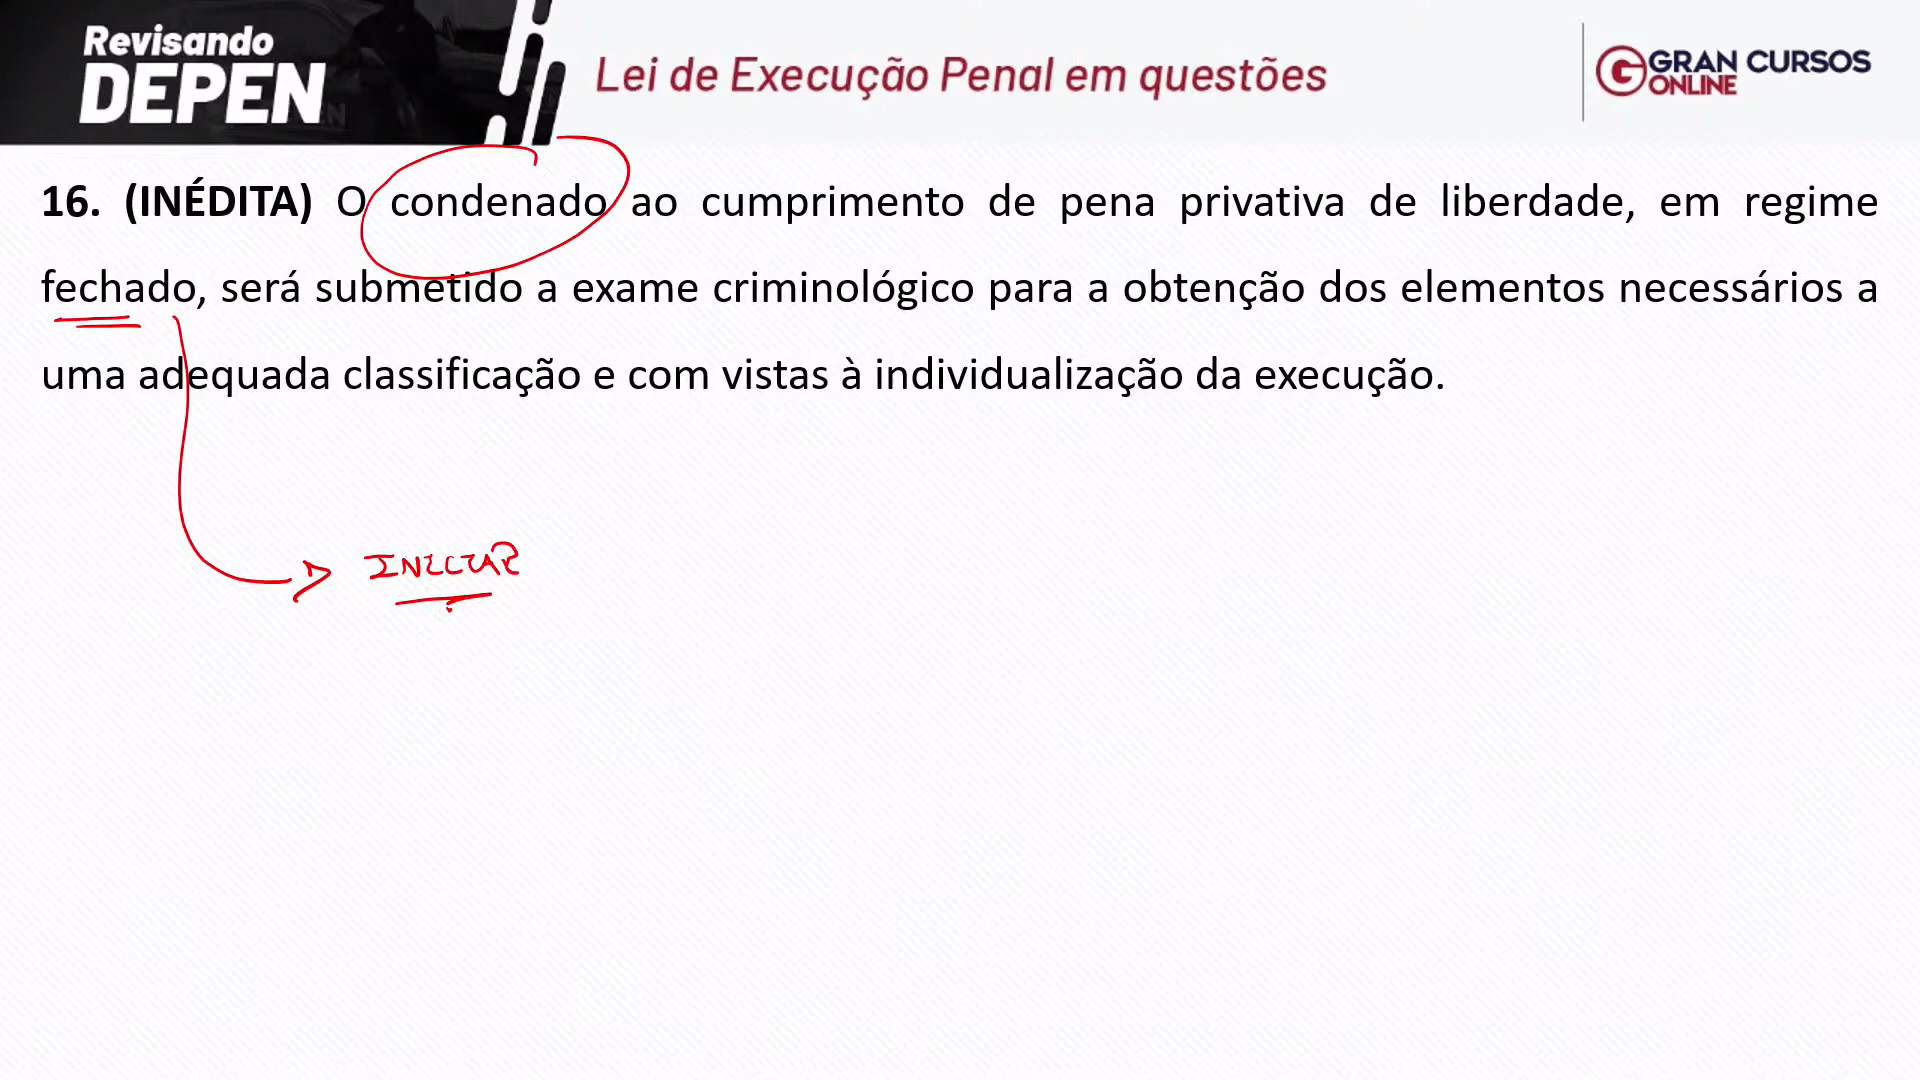 Revisando
DEPEN
Lei de Execução Penal em questões
GRAN CURSOS
ONLINE
16. (INÉDITA) O condenado ao cumprimento de pena privativa de liberdade, em regime
fechado, será submetido a exame criminológico para a obtenção dos elementos necessários a
uma adequada classificação e com vistas à individualização da execução.
INICIAR